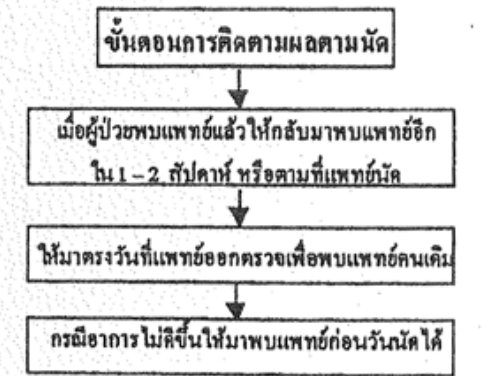 ขั้นตอนการติดตามผลตามนัด
เมื่อผู้ป่วยพบแพทย์แล้วให้กลับมาพบแพทย์อีก
ใน 1 – 2 สัปดาห์ หรือตามที่แพทย์นัด
ให้มาตรงวันที่แพทย์ออกตรวจเพื่อพบแพทย์คนเดิม
กรณีอาการไม่ดีขึ้นให้มาพบแพทย์ก่อนวันนัดได้